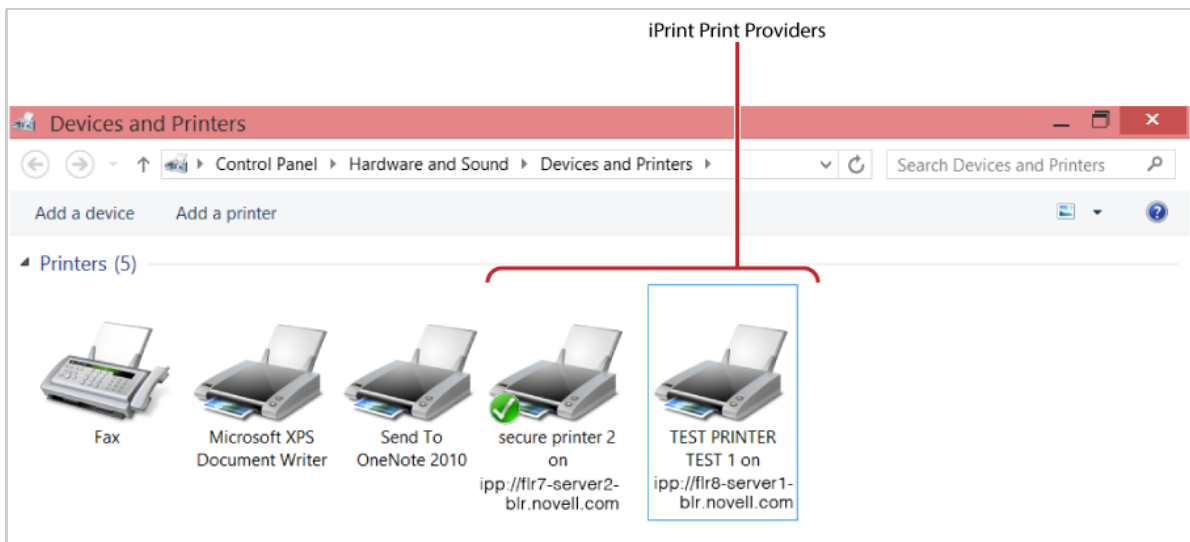 iPrint Print Providers
Devices and Printers
Control Panel Hardware and Sound Devices and Printers
Search Devices and Printers
Add a device Add a printer
Printers (5)
Fax
Microsoft XPS
Document Writer
Send To
OneNote 2010
secure printer 2
on
ipp://flr7-server2-
blr.novell.com
TEST PRINTER
TEST 1 on
ipp://flr8-server1-
blr.novell.com